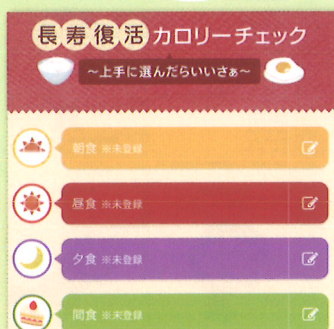 長寿復活カロリーチェック
～上手に選んだらいいさぁ～
朝食 ※未登録
昼食 ※未登録
夕食 ※未登録
間食 ※未登録